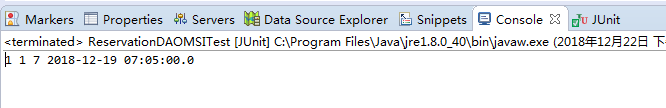 Markers Properties Servers Data Source Explorer Snippets Console JUnit
<terminated> ReservationDAOMSITest [JUnit] C:\Program Files\Java\jre1.8.0_40\bin\javaw.exe (2018年12月22日 下
1 1 7 2018-12-19 07:05:00.0